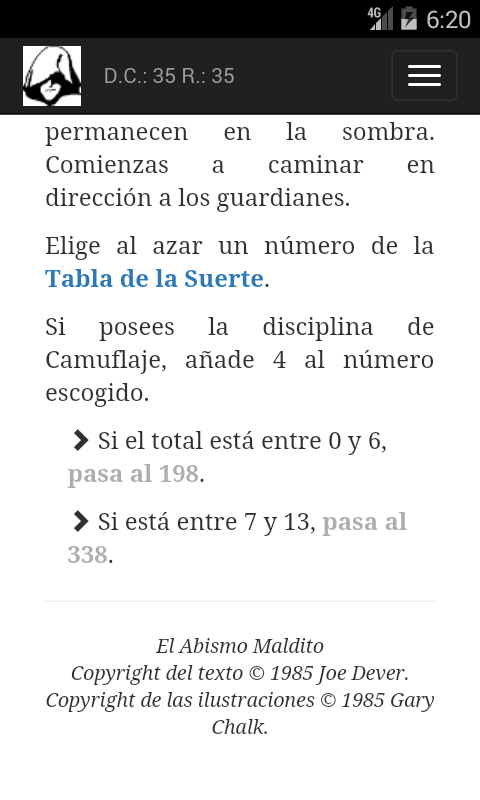 4G 6:20
D.C.: 35 R.: 35
permanecen en la sombra.
Comienzas a caminar en
dirección a los guardianes.
Elige al azar un número de la
Tabla de la Suerte.
Si posees la disciplina de
Camuflaje, añade 4 al número
escogido.
Si el total está entre 0 y 6,
pasa al 198.
Si está entre 7 y 13, pasa al
338.
El Abismo Maldito
Copyright del texto © 1985 Joe Dever.
Copyright de las ilustraciones © 1985 Gary
Chalk.